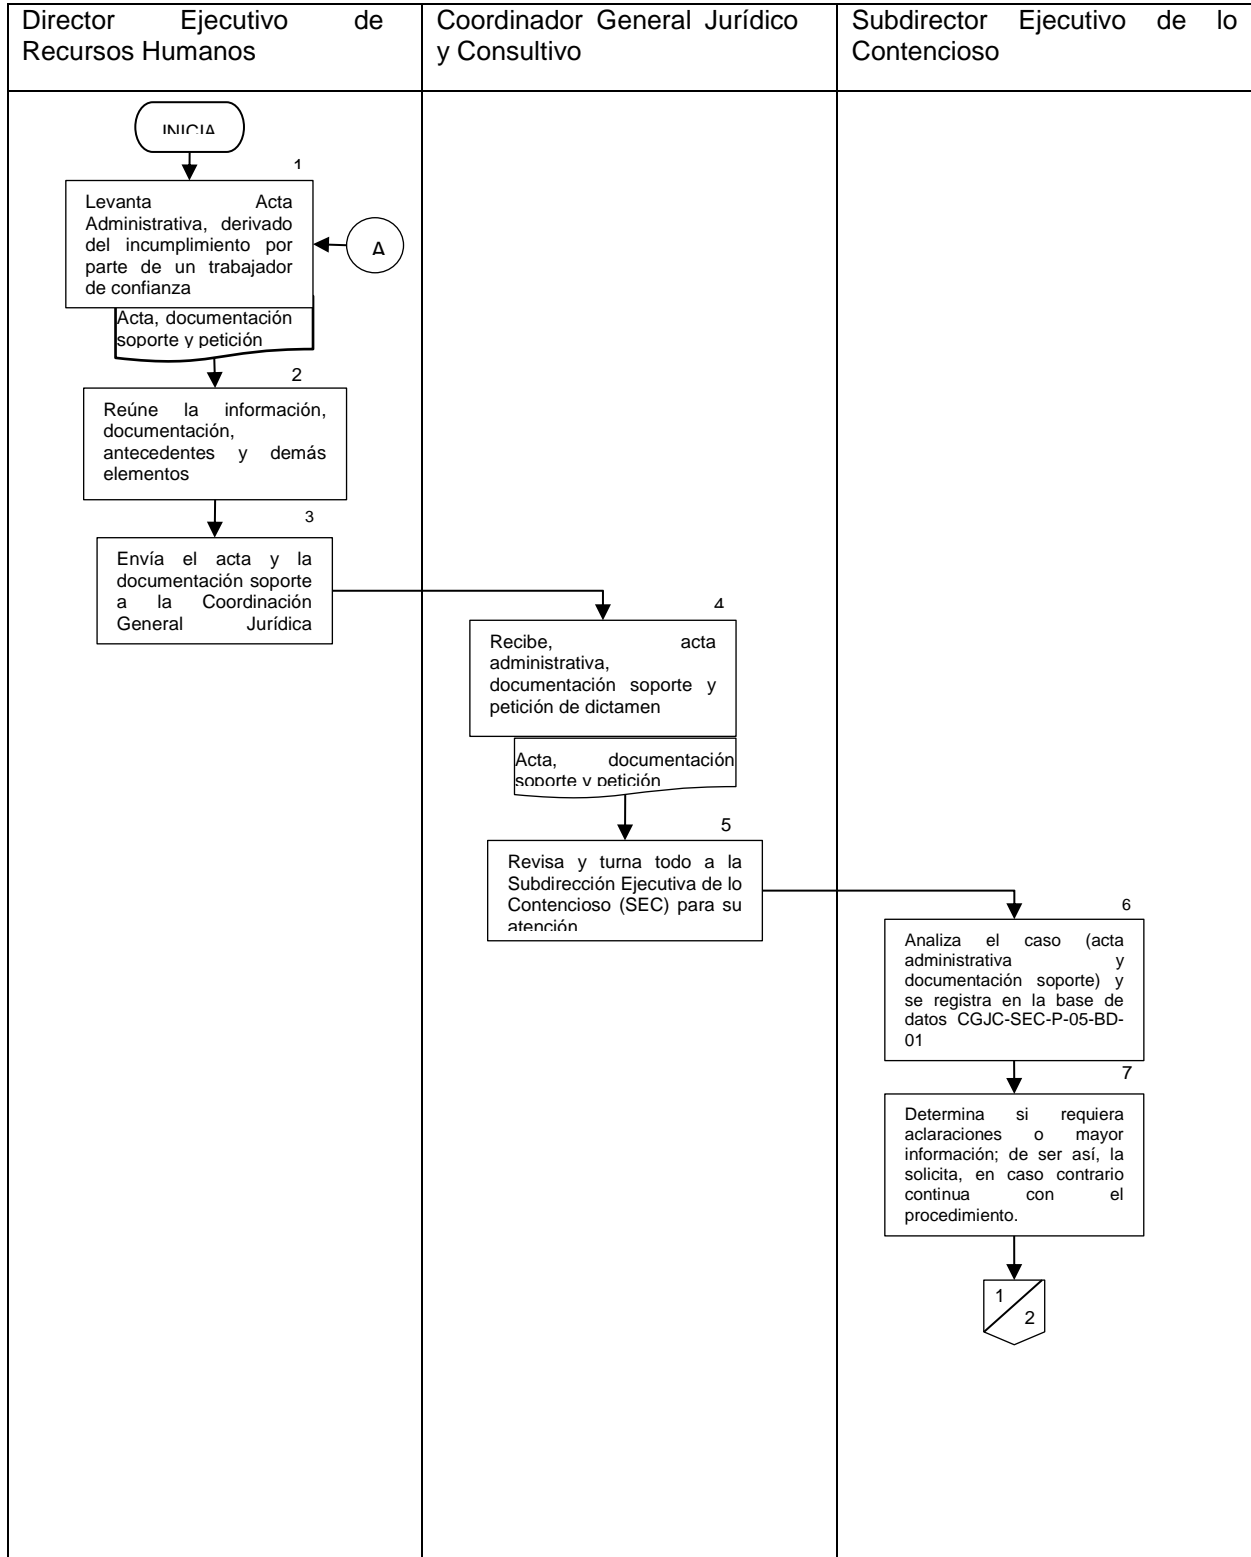 Director Ejecutivo de
Recursos Humanos
Coordinador General Jurídico
y Consultivo
Subdirector Ejecutivo de lo
Contencioso
INICIA
1
Levanta Acta
Administrativa, derivado
del incumplimiento por
parte de un trabajador
de confianza
A
Acta, documentación
soporte y petición
2
Reúne la información,
documentación,
antecedentes y demás
elementos
3
Envía el acta y la
documentación soporte
a la Coordinación
General Jurídica
4
Recibe, acta
administrativa,
documentación soporte y
petición de dictamen
Acta, documentación
soporte y petición
5
Revisa y turna todo a la
Subdirección Ejecutiva de lo
Contencioso (SEC) para su
atención
6
Analiza el caso (acta
administrativa y
documentación soporte) y
se registra en la base de
datos CGJC-SEC-P-05-BD-
01
7
Determina si requiera
aclaraciones o mayor
información; de ser así, la
solicita, en caso contrario
continua con el
procedimiento.
1
2